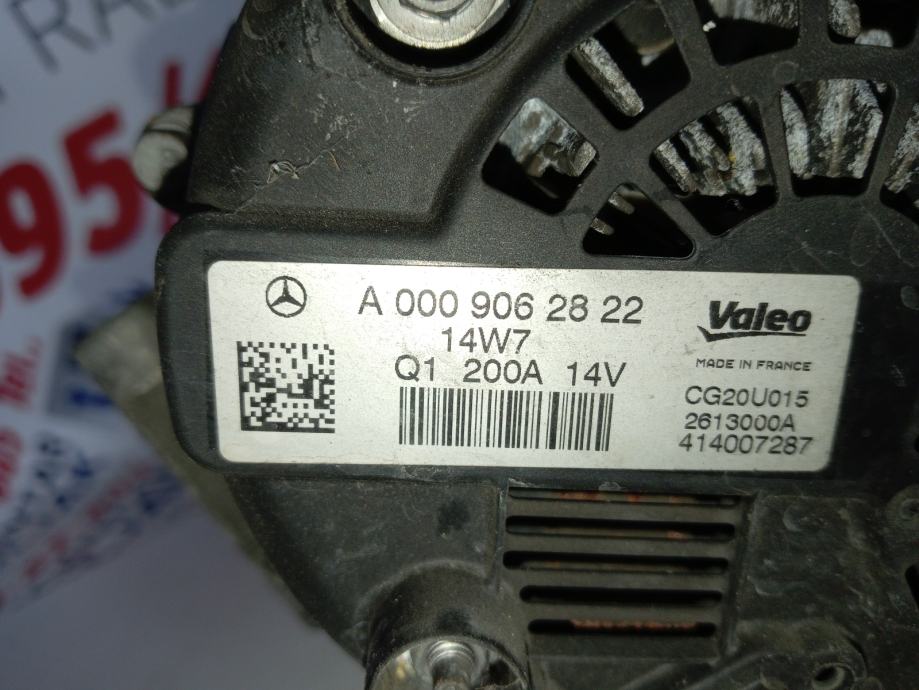 A 000 906 28 22
14W7
Q1 200A 14V
Valeo
MADE IN FRANCE
CG20U015
2613000A
414007287